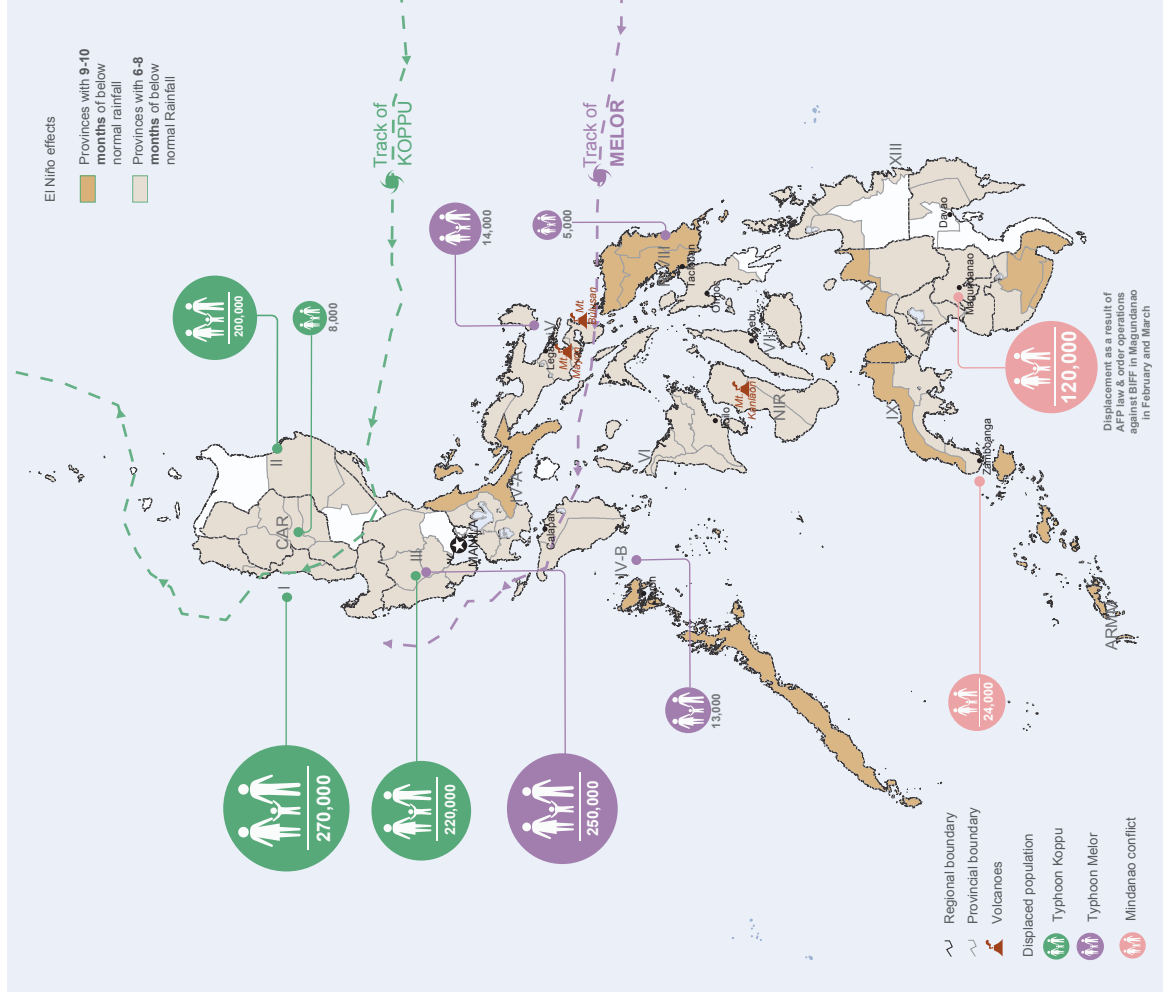 El Niño effects
Provinces with 9-10
months of below
normal rainfall
Provinces with 6-8
months of below
normal Rainfall
Track of
KOPPU
Track of
MELOR
200,000
8,000
14,000
5,000
270,000
220,000
250,000
13,000
24,000
120,000
Displacement as a result of
AFP law & order operations
against BIFF in Magundanao
in February and March
I
II
CAR
III
MANILA
IV-A
IV-B
Calapan
V
Mt.
Mt.
Bulusan
VI
Iloilo
Mt.
Kanlaon
NIR
VII
Cebu
Ormoc
VIII
Tacloban
IX
Zamboanga
X
XII
Magundanao
Davao
XIII
ARMM
Regional boundary
Provincial boundary
Volcanoes
Displaced population
Typhoon Koppu
Typhoon Melor
Mindanao conflict